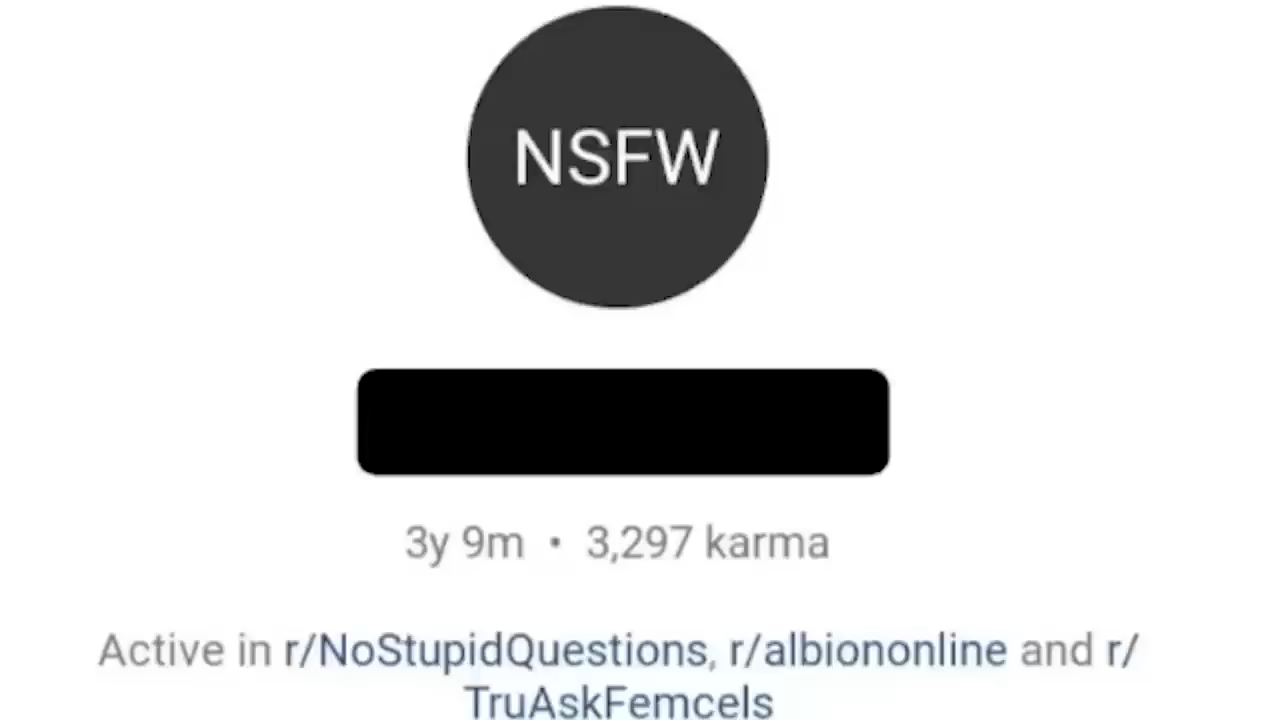 NSFW
3y 9m • 3,297 karma
Active in r/NoStupidQuestions, r/albiononline and r/
TruAskFemcels